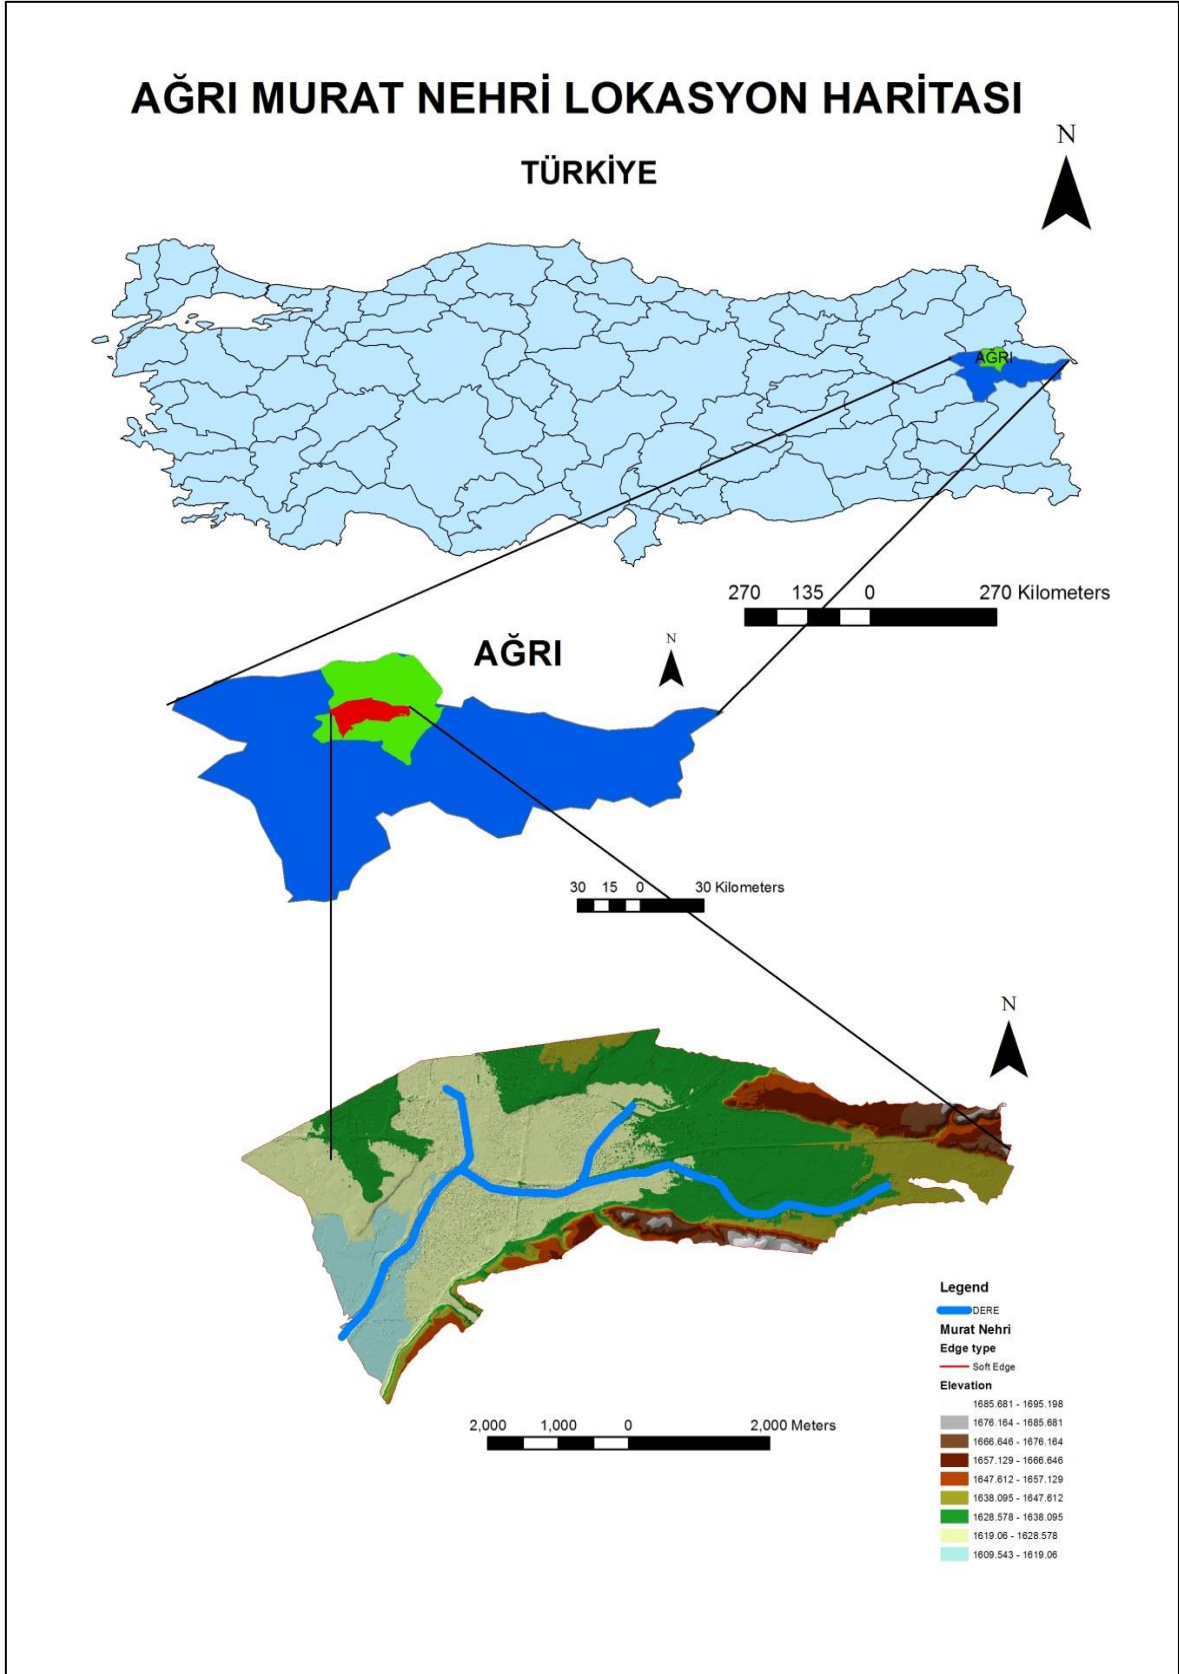 AĞRI MURAT NEHRİ LOKASYON HARİTASI
N
TÜRKİYE
AĞRI
270 135 0 270 Kilometers
AĞRI
N
30 15 0 30 Kilometers
N
Legend
DERE
Murat Nehri
Edge type
Soft Edge
Elevation
1685.681 - 1695.198
1676.164 - 1685.681
1666.646 - 1676.164
1657.129 - 1666.646
1647.612 - 1657.129
1638.095 - 1647.612
1628.578 - 1638.095
1619.06 - 1628.578
1609.543 - 1619.06
2,000 1,000 0 2,000 Meters